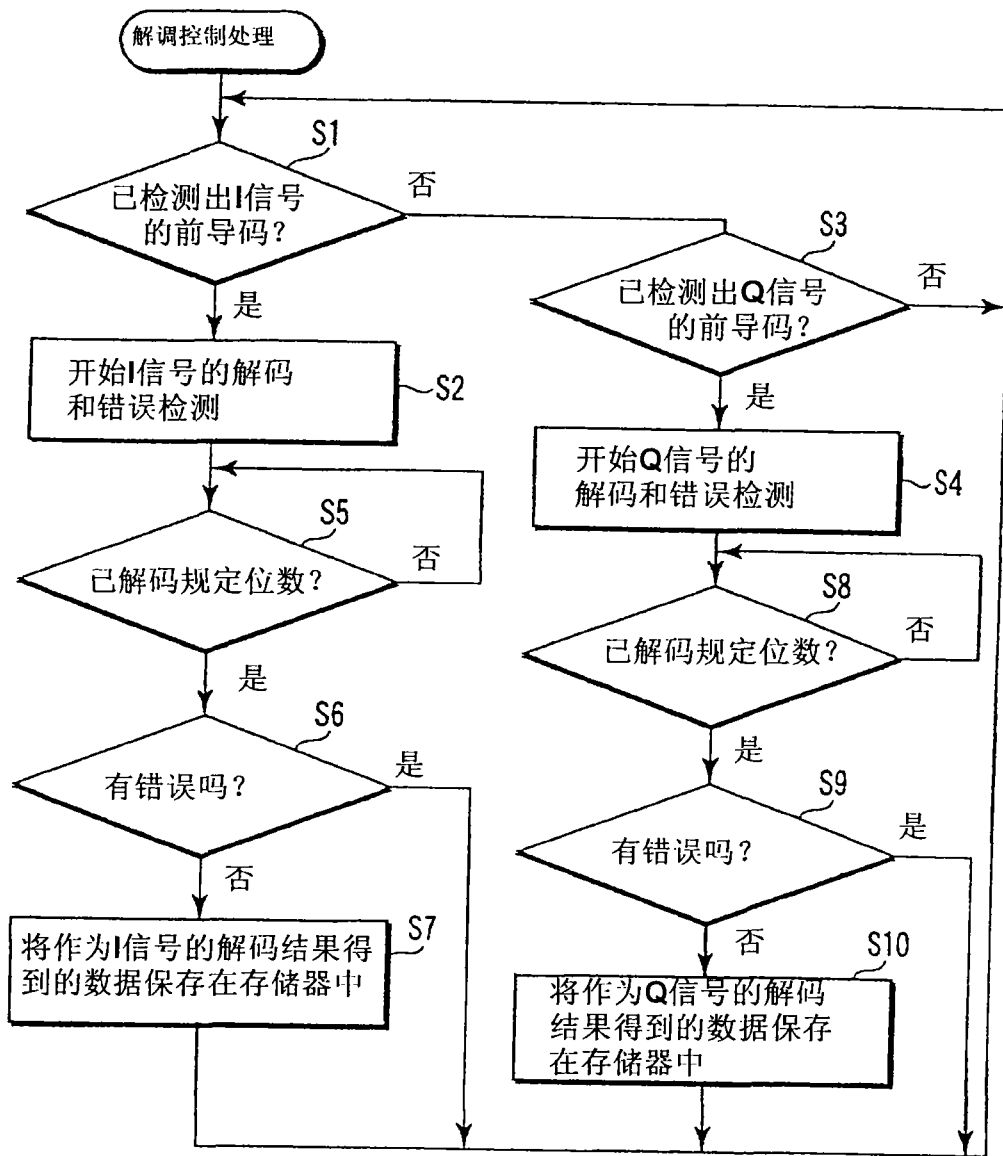 解调控制处理
S1
已检测出I信号
的前导码？
否
是
S3
已检测出Q信号
的前导码？
否
是
开始I信号的解码
和错误检测
S2
开始Q信号的
解码和错误检测
S4
S5
已解码规定位数？
否
是
S8
已解码规定位数？
否
是
S6
有错误吗？
是
否
S9
有错误吗？
是
否
将作为I信号的解码结果得
到的数据保存在存储器中
S7
将作为Q信号的解码
结果得到的数据保存
在存储器中
S10